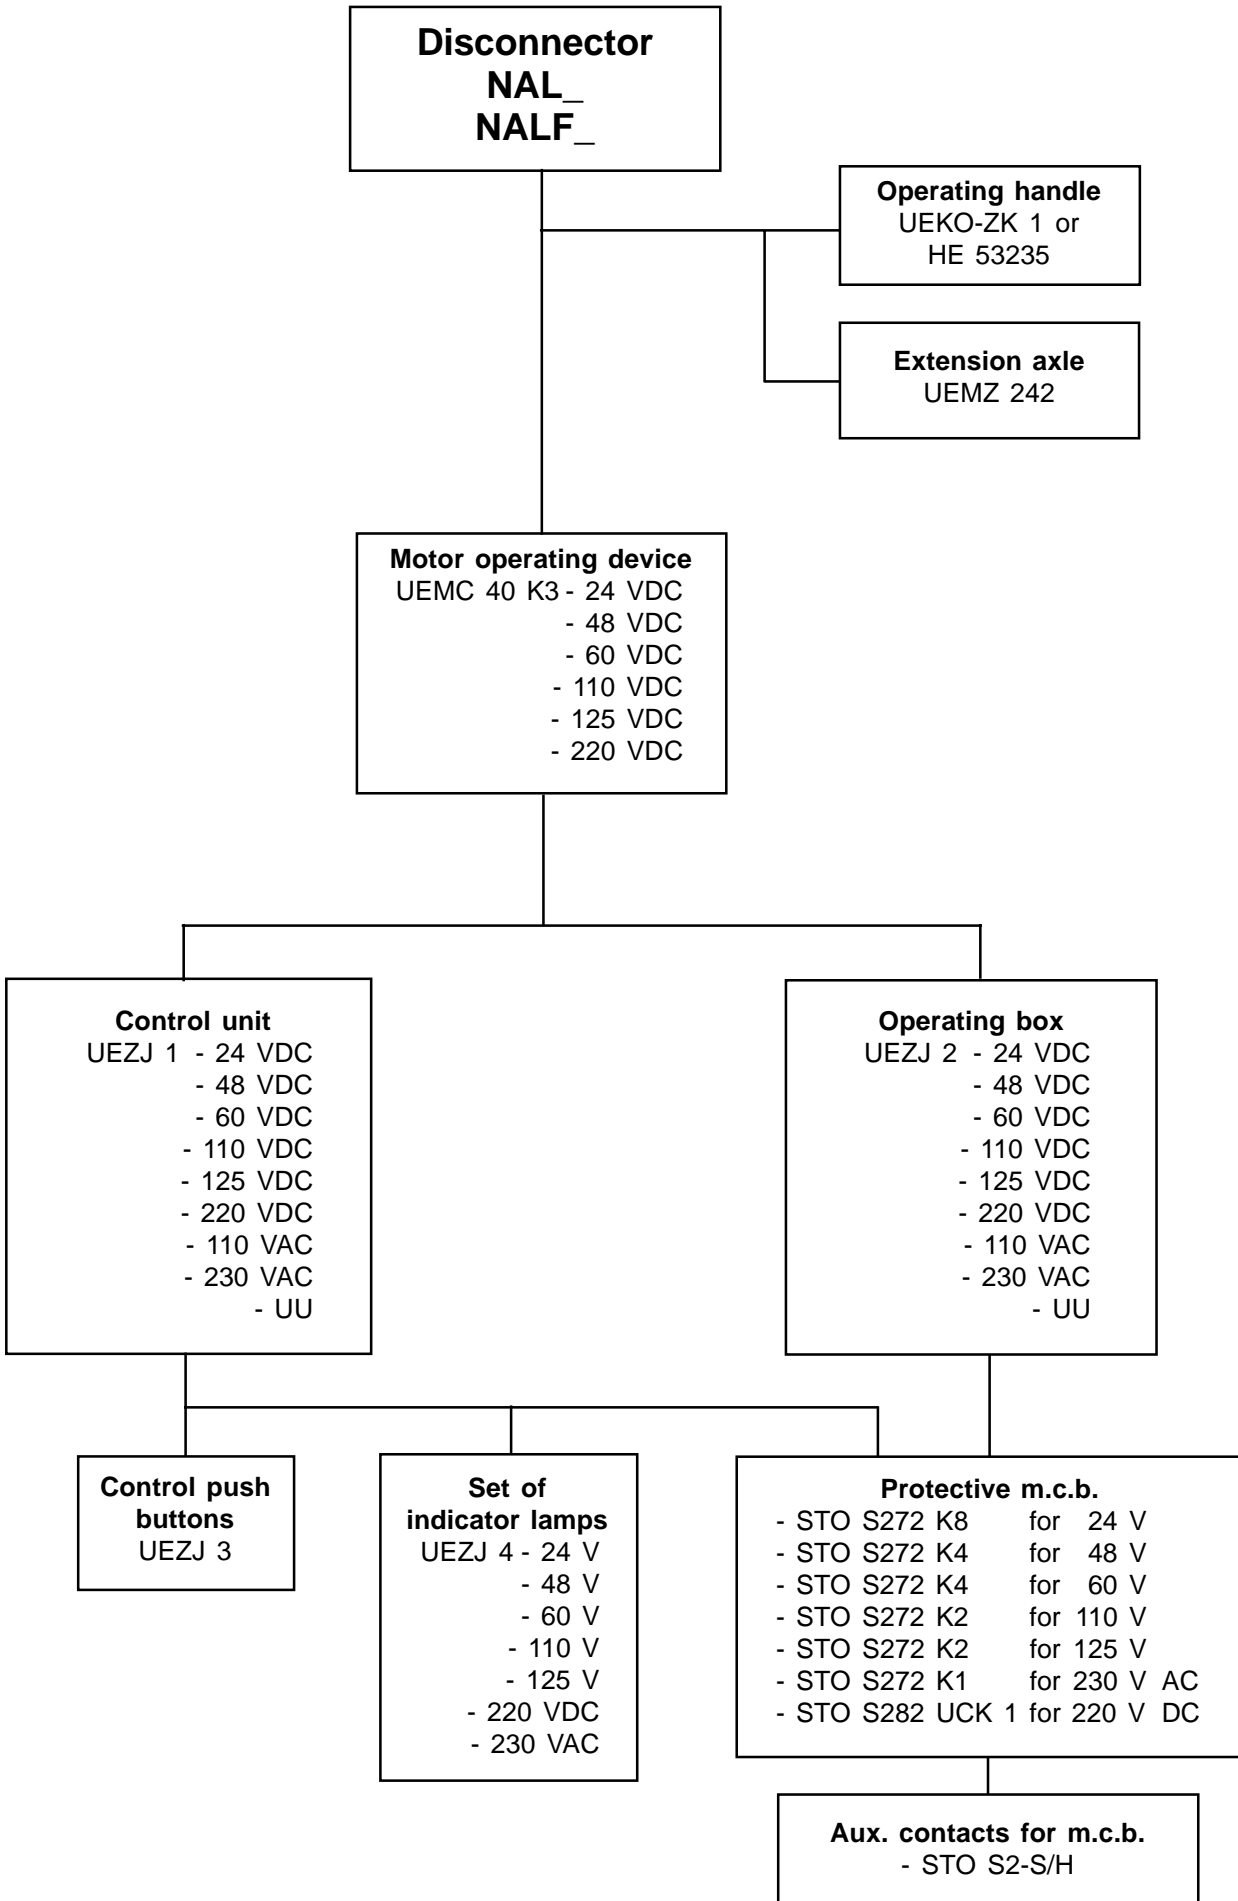 Disconnector
NAL_
NALF_
Operating handle
UEKO-ZK 1 or
HE 53235
Extension axle
UEMZ 242
Motor operating device
UEMC 40 K3 - 24 VDC
- 48 VDC
- 60 VDC
- 110 VDC
- 125 VDC
- 220 VDC
Control unit
UEZJ 1 - 24 VDC
- 48 VDC
- 60 VDC
- 110 VDC
- 125 VDC
- 220 VDC
- 110 VAC
- 230 VAC
- UU
Operating box
UEZJ 2 - 24 VDC
- 48 VDC
- 60 VDC
- 110 VDC
- 125 VDC
- 220 VDC
- 110 VAC
- 230 VAC
- UU
Control push
buttons
UEZJ 3
Set of
indicator lamps
UEZJ 4 - 24 V
- 48 V
- 60 V
- 110 V
- 125 V
- 220 VDC
- 230 VAC
Protective m.c.b.
- STO S272 K8 for 24 V
- STO S272 K4 for 48 V
- STO S272 K4 for 60 V
- STO S272 K2 for 110 V
- STO S272 K2 for 125 V
- STO S272 K1 for 230 V AC
- STO S282 UCK 1 for 220 V DC
Aux. contacts for m.c.b.
- STO S2-S/H